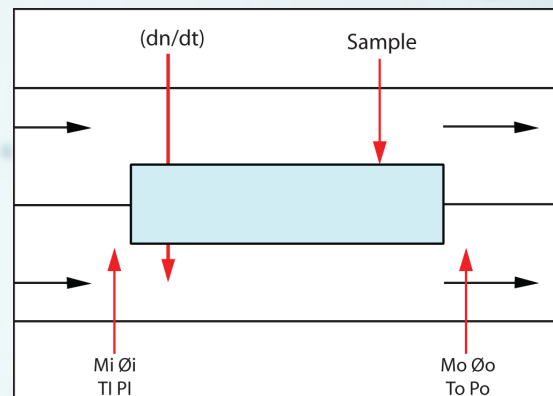 (dn/dt)
Sample
Mi Øi
TI PI
Mo Øo
To Po